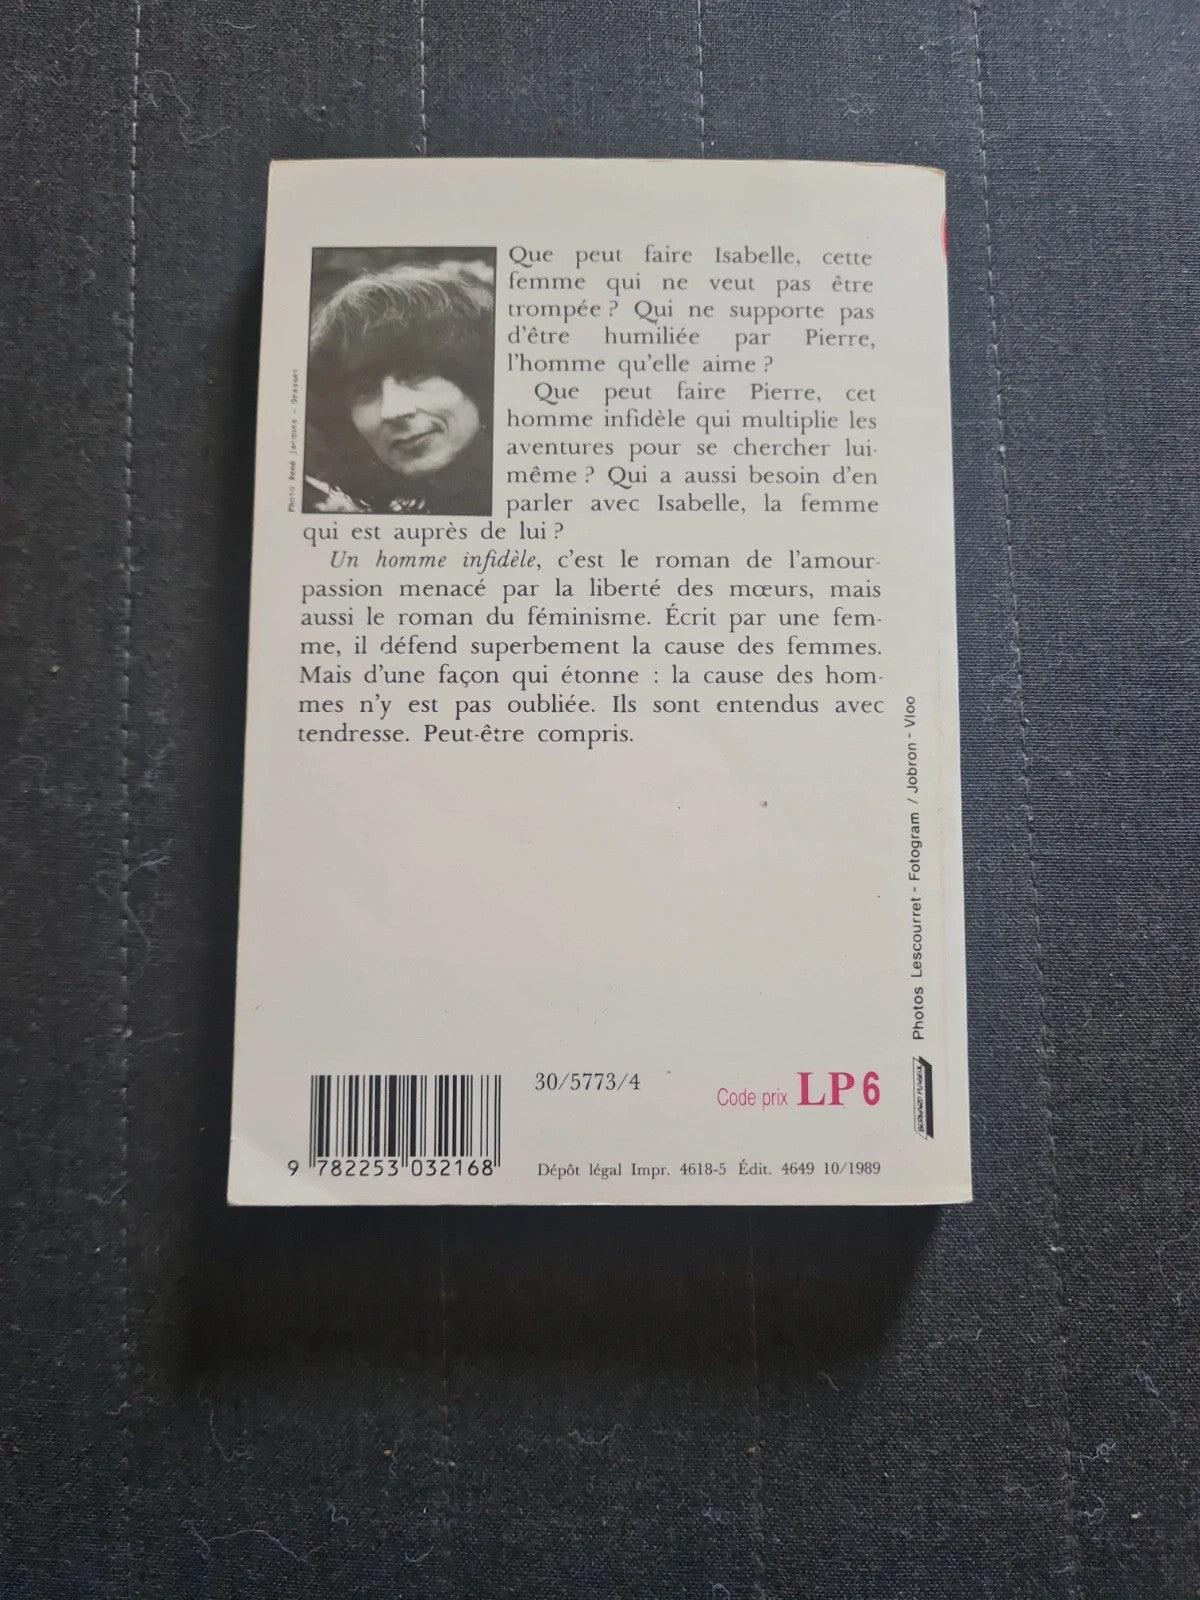 Que peut faire Isabelle, cette
femme qui ne veut pas être
trompée ? Qui ne supporte pas
d'être humiliée par Pierre,
l'homme qu'elle aime ?
Que peut faire Pierre, cet
homme infidèle qui multiplie les
aventures pour se chercher lui-
même ? Qui a aussi besoin d'en
parler avec Isabelle, la femme
qui est auprès de lui ?
Un homme infidèle, c'est le roman de l'amour-
passion menacé par la liberté des mœurs, mais
aussi le roman du féminisme. Écrit par une fem-
me, il défend superbement la cause des femmes.
Mais d'une façon qui étonne : la cause des hom-
mes n'y est pas oubliée. Ils sont entendus avec
tendresse. Peut-être compris.
Photo René Jacques - Grasset
Photos Lescourret - Fotogram / Jobron - Vloo
30/5773/4
Code prix LP 6
9 782253 032168
Dépôt légal Impr. 4618-5 Édit. 4649 10/1989